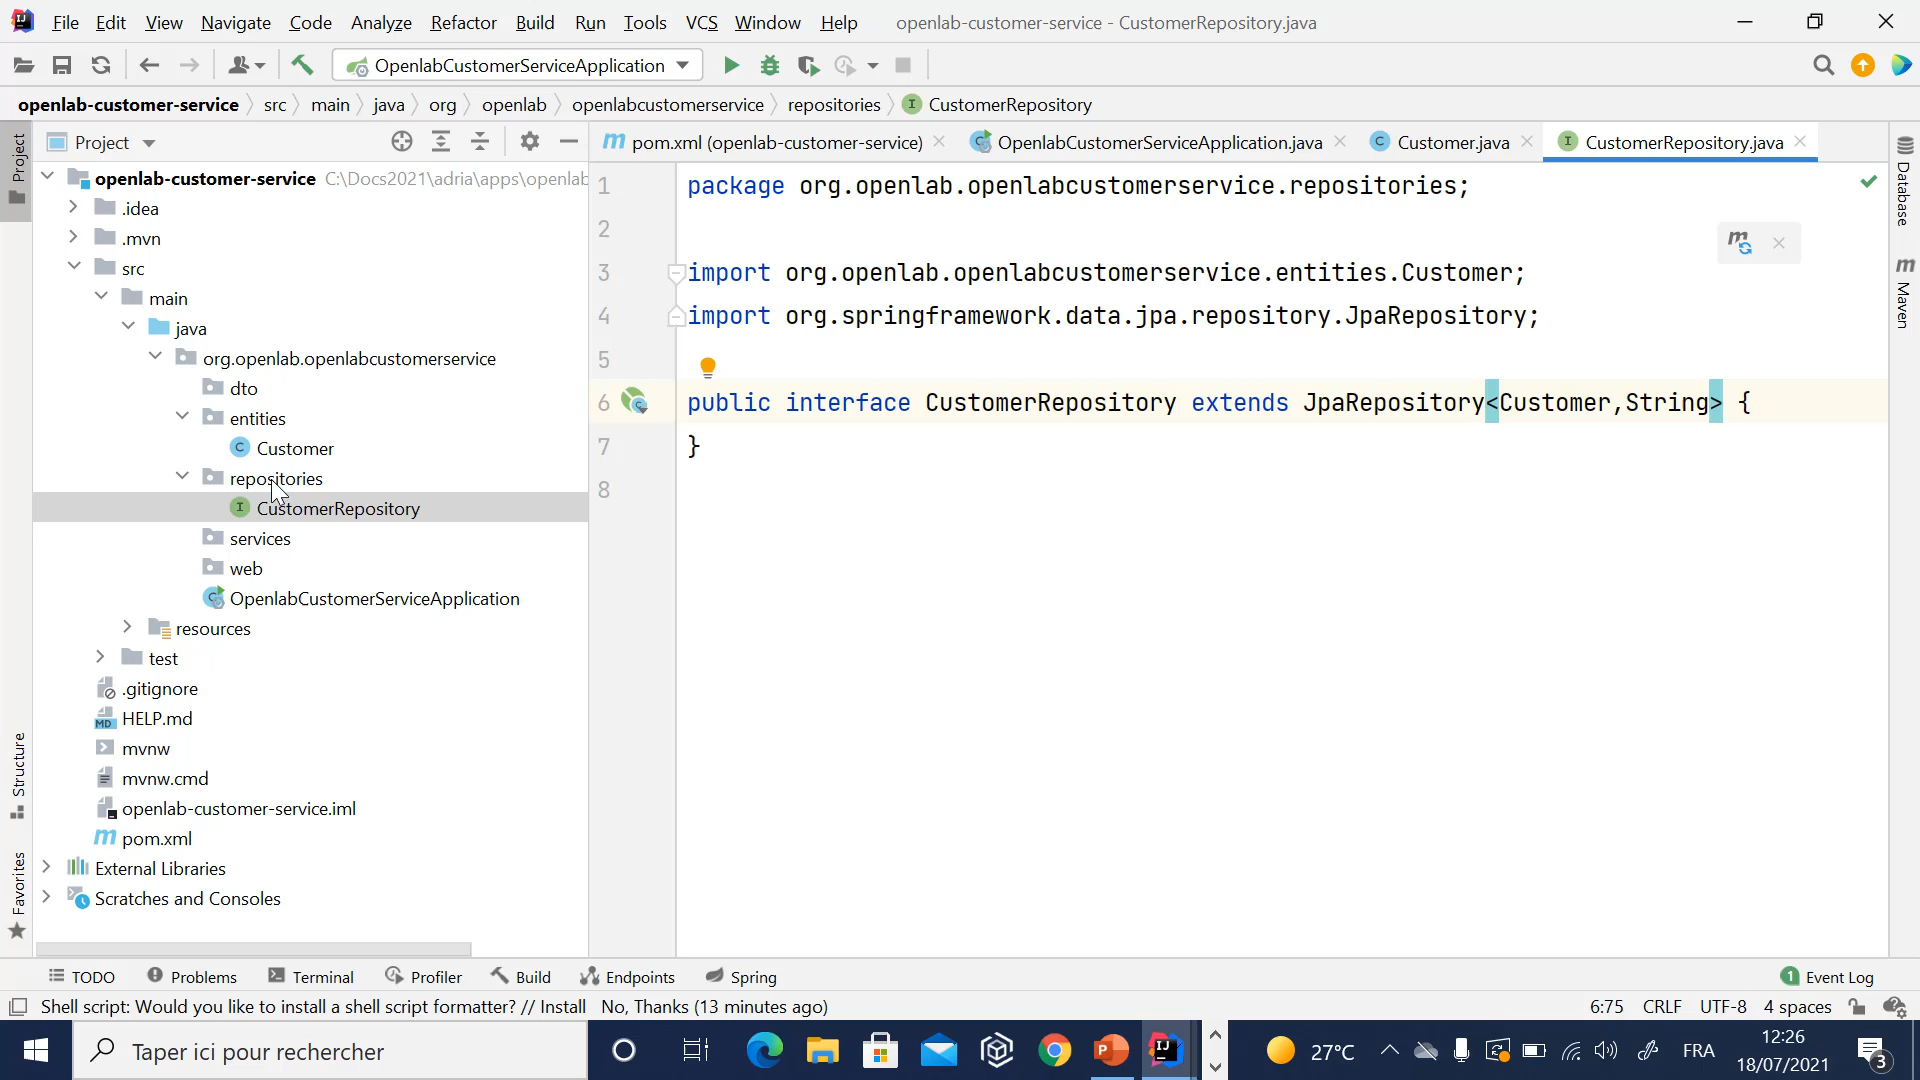 File Edit View Navigate Code Analyze Refactor Build Run Tools VCS Window Help openlab-customer-service - CustomerRepository.java
OpenlabCustomerServiceApplication
openlab-customer-service src main java org openlab openlabcustomerservice repositories CustomerRepository
Project
pom.xml (openlab-customer-service) OpenlabCustomerServiceApplication.java Customer.java CustomerRepository.java
openlab-customer-service C:\Docs2021\adria\apps\openlab
.idea
.mvn
src
main
java
org.openlab.openlabcustomerservice
dto
entities
Customer
repositories
CustomerRepository
services
web
OpenlabCustomerServiceApplication
resources
test
.gitignore
HELP.md
mvnw
mvnw.cmd
openlab-customer-service.iml
pom.xml
External Libraries
Scratches and Consoles
Project
Structure
Favorites
1 package org.openlab.openlabcustomerservice.repositories;
2
3 import org.openlab.openlabcustomerservice.entities.Customer;
4 import org.springframework.data.jpa.repository.JpaRepository;
5
6 public interface CustomerRepository extends JpaRepository<Customer,String> {
7 }
8
Database
Maven
TODO Problems Terminal Profiler Build Endpoints Spring 1 Event Log
Shell script: Would you like to install a shell script formatter? // Install No, Thanks (13 minutes ago) 6:75 CRLF UTF-8 4 spaces
Taper ici pour rechercher 27°C FRA 12:26
18/07/2021 3